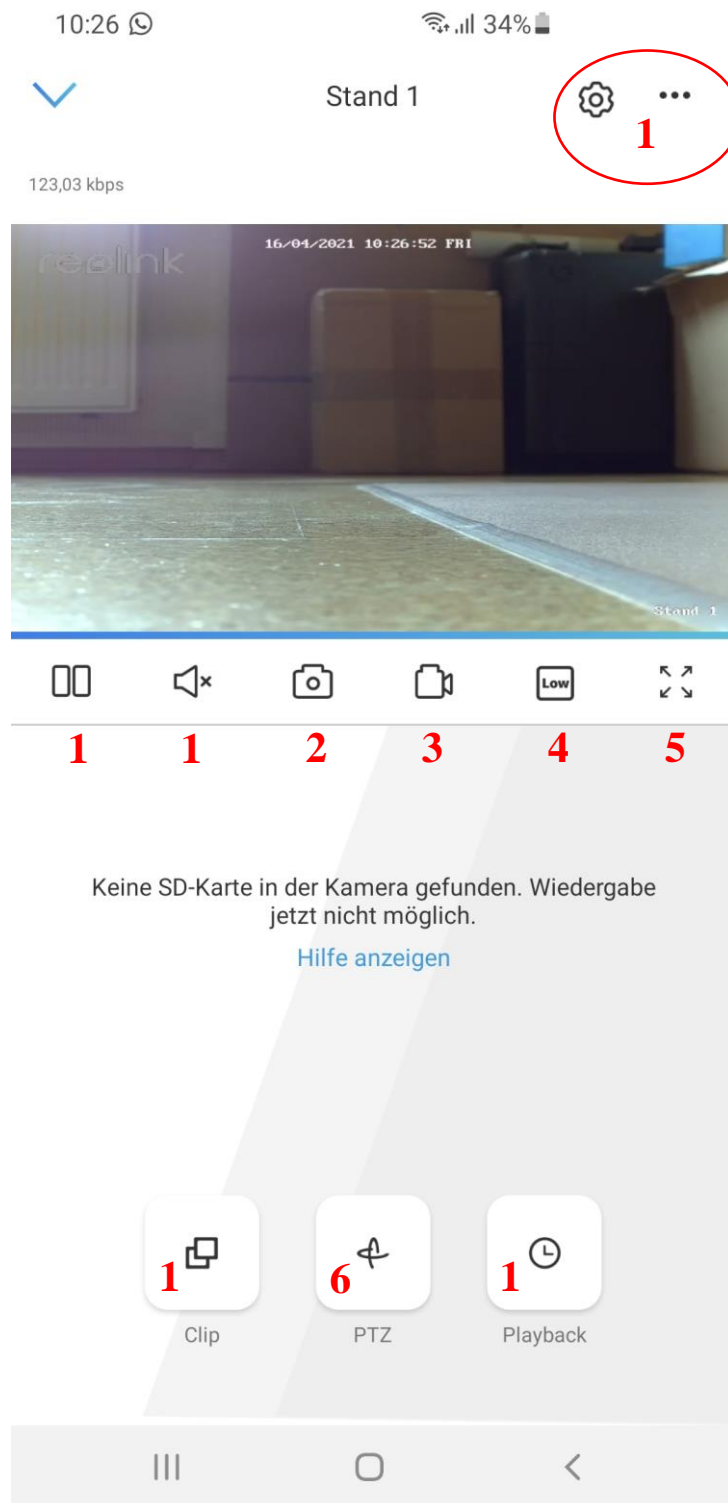 10:26 34%
Stand 1
1
123,03 kbps
reolink
16/04/2021 10:26:52 FRI
Stand 1
Low
1 1 2 3 4 5
Keine SD-Karte in der Kamera gefunden. Wiedergabe
jetzt nicht möglich.
Hilfe anzeigen
1 6 1
Clip PTZ Playback